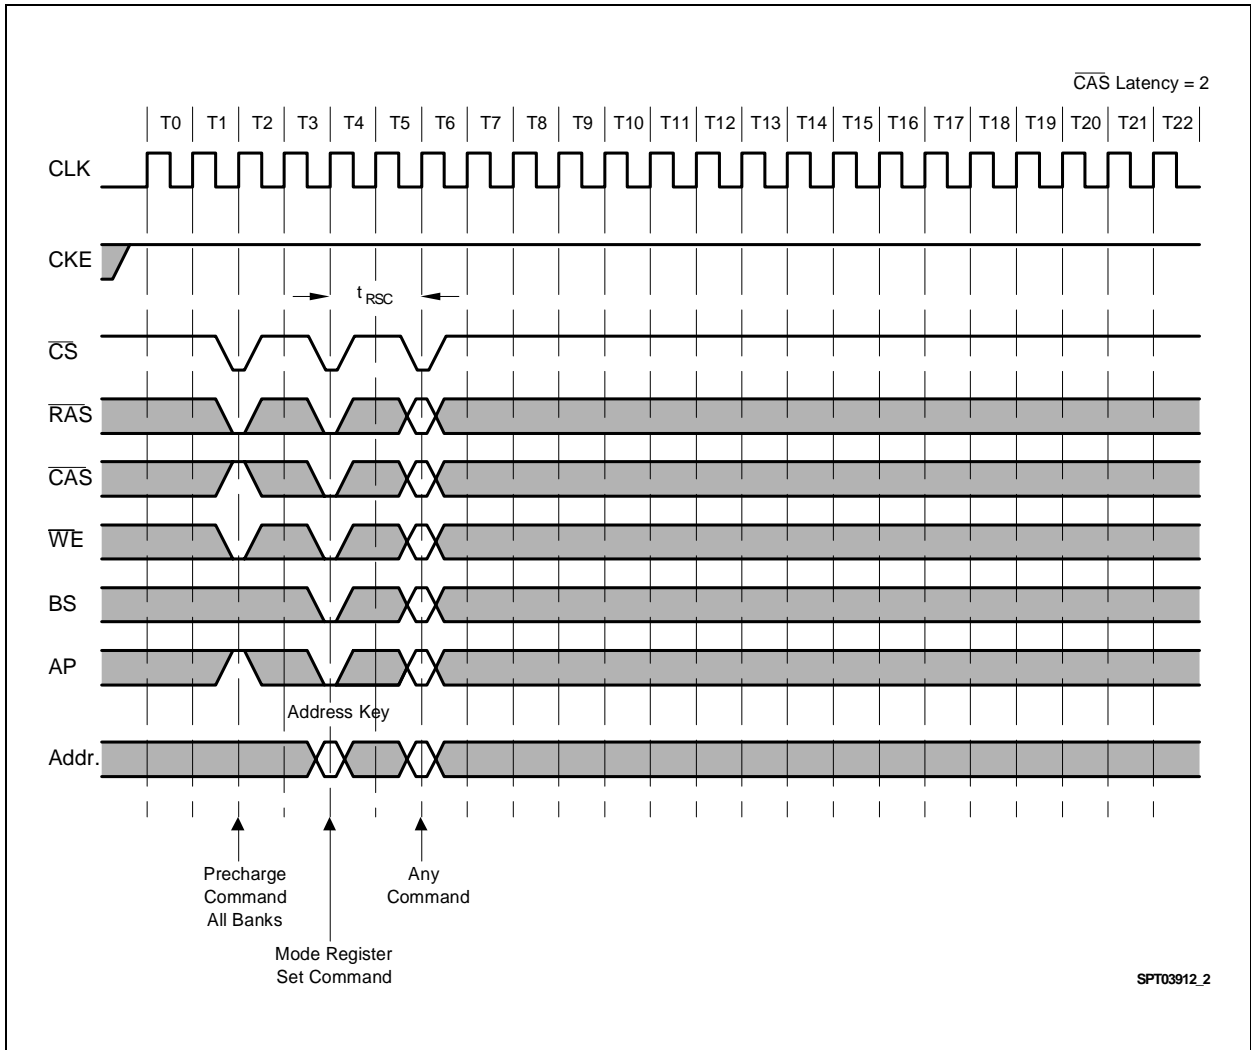 CAS Latency = 2
T0 T1 T2 T3 T4 T5 T6 T7 T8 T9 T10 T11 T12 T13 T14 T15 T16 T17 T18 T19 T20 T21 T22
CLK
CKE
t RSC
CS
RAS
CAS
WE
BS
AP
Address Key
Addr.
Precharge
Command
All Banks
Any
Command
Mode Register
Set Command
SPT03912_2